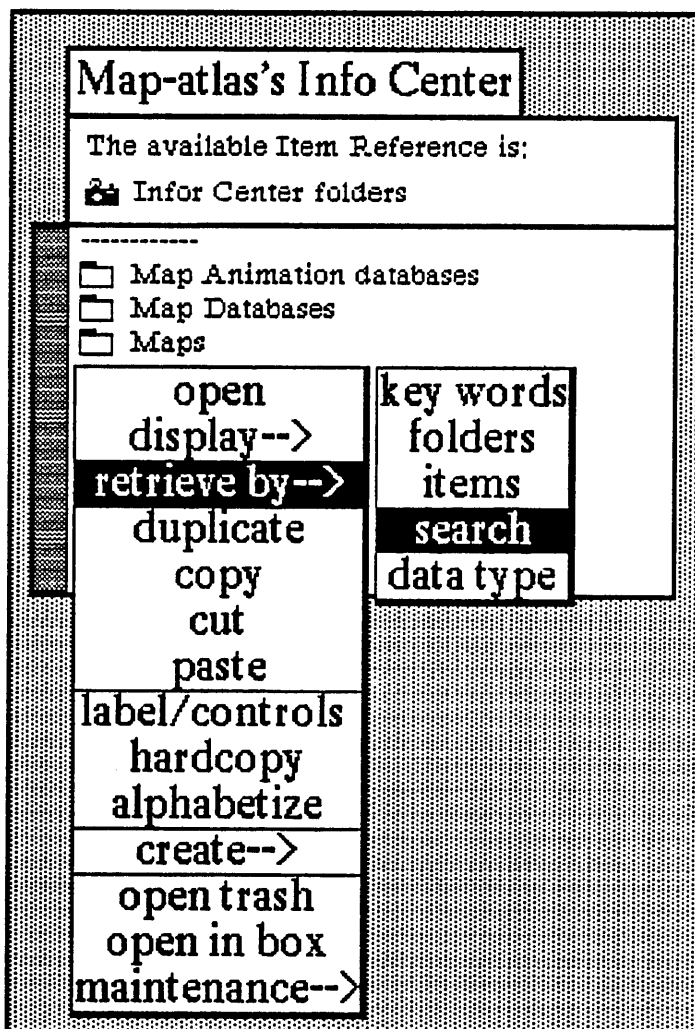 Map-atlas's Info Center
The available Item Reference is:
Infor Center folders
------------
Map Animation databases
Map Databases
Maps
open
display-->
retrieve by-->
duplicate
copy
cut
paste
label/controls
hardcopy
alphabetize
create-->
open trash
open in box
maintenance-->
key words
folders
items
search
data type